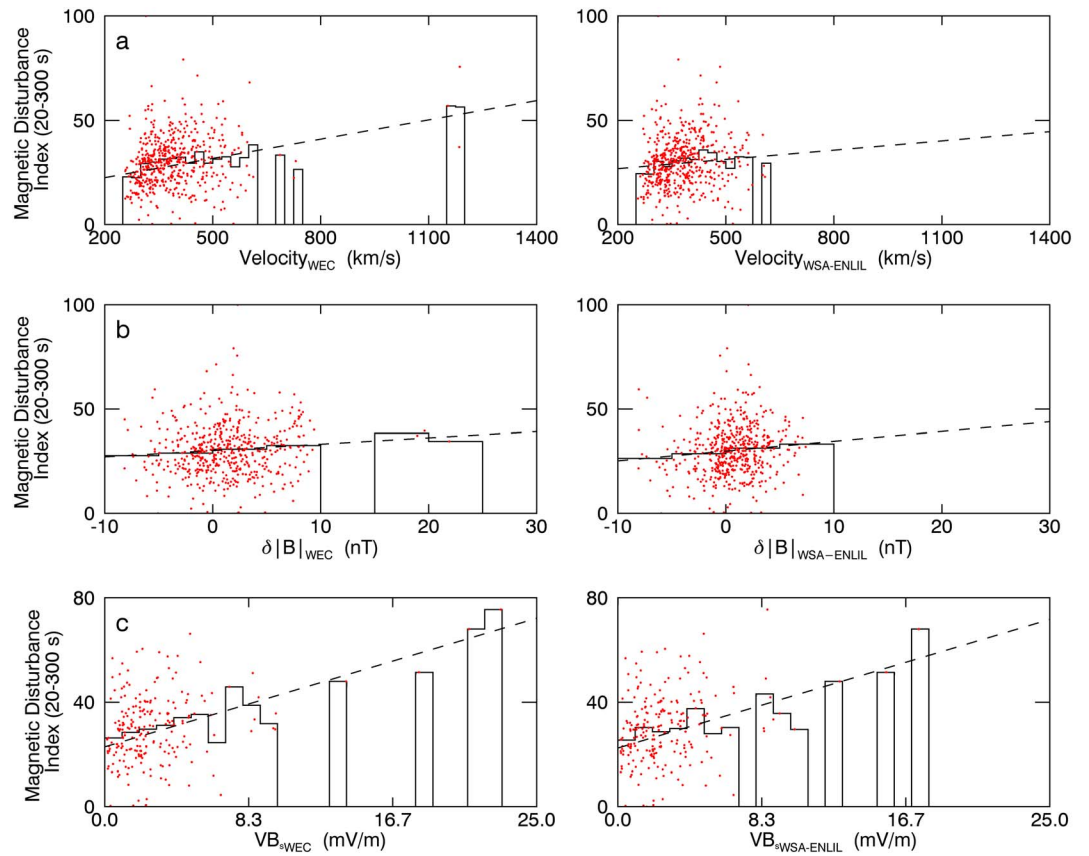 a
Magnetic Disturbance
Index (20-300 s)
100
50
0
200 500 800 1100 1400
Velocity_WEC (km/s)
100
50
0
200 500 800 1100 1400
Velocity_WSA-ENLIL (km/s)
b
Magnetic Disturbance
Index (20-300 s)
100
50
0
-10 0 10 20 30
δ|B|_WEC (nT)
100
50
0
-10 0 10 20 30
δ|B|_WSA−ENLIL (nT)
c
Magnetic Disturbance
Index (20-300 s)
80
40
0
0.0 8.3 16.7 25.0
VB_sWEC (mV/m)
80
40
0
0.0 8.3 16.7 25.0
VB_sWSA-ENLIL (mV/m)